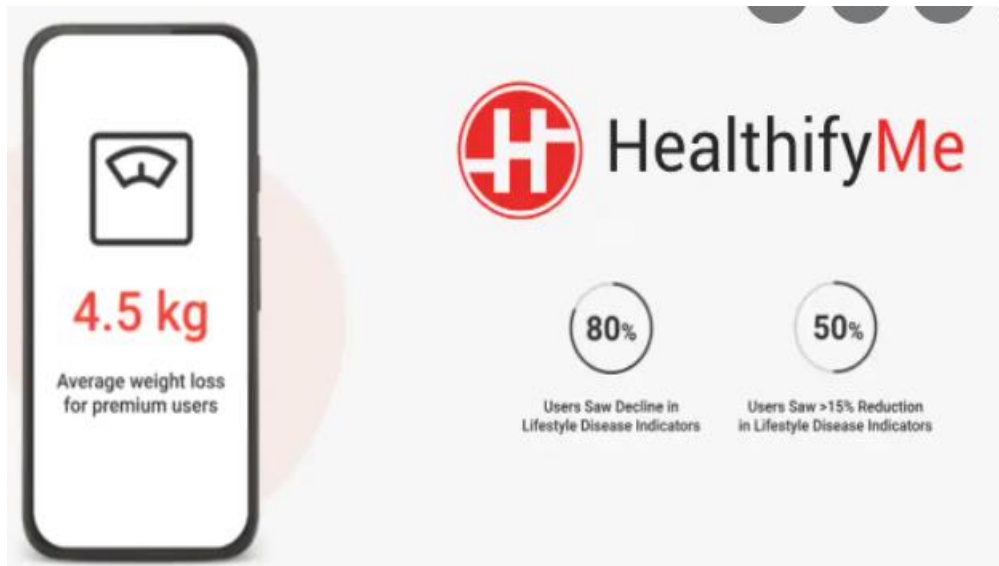 HealthifyMe
4.5 kg
Average weight loss
for premium users
80%
Users Saw Decline in
Lifestyle Disease Indicators
50%
Users Saw >15% Reduction
in Lifestyle Disease Indicators